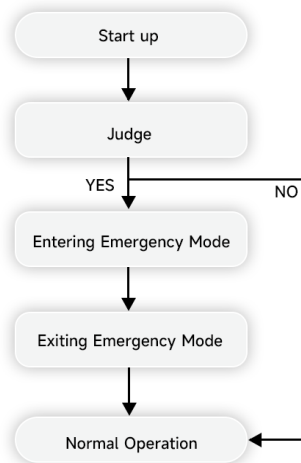 Start up
Judge
YES
NO
Entering Emergency Mode
Exiting Emergency Mode
Normal Operation